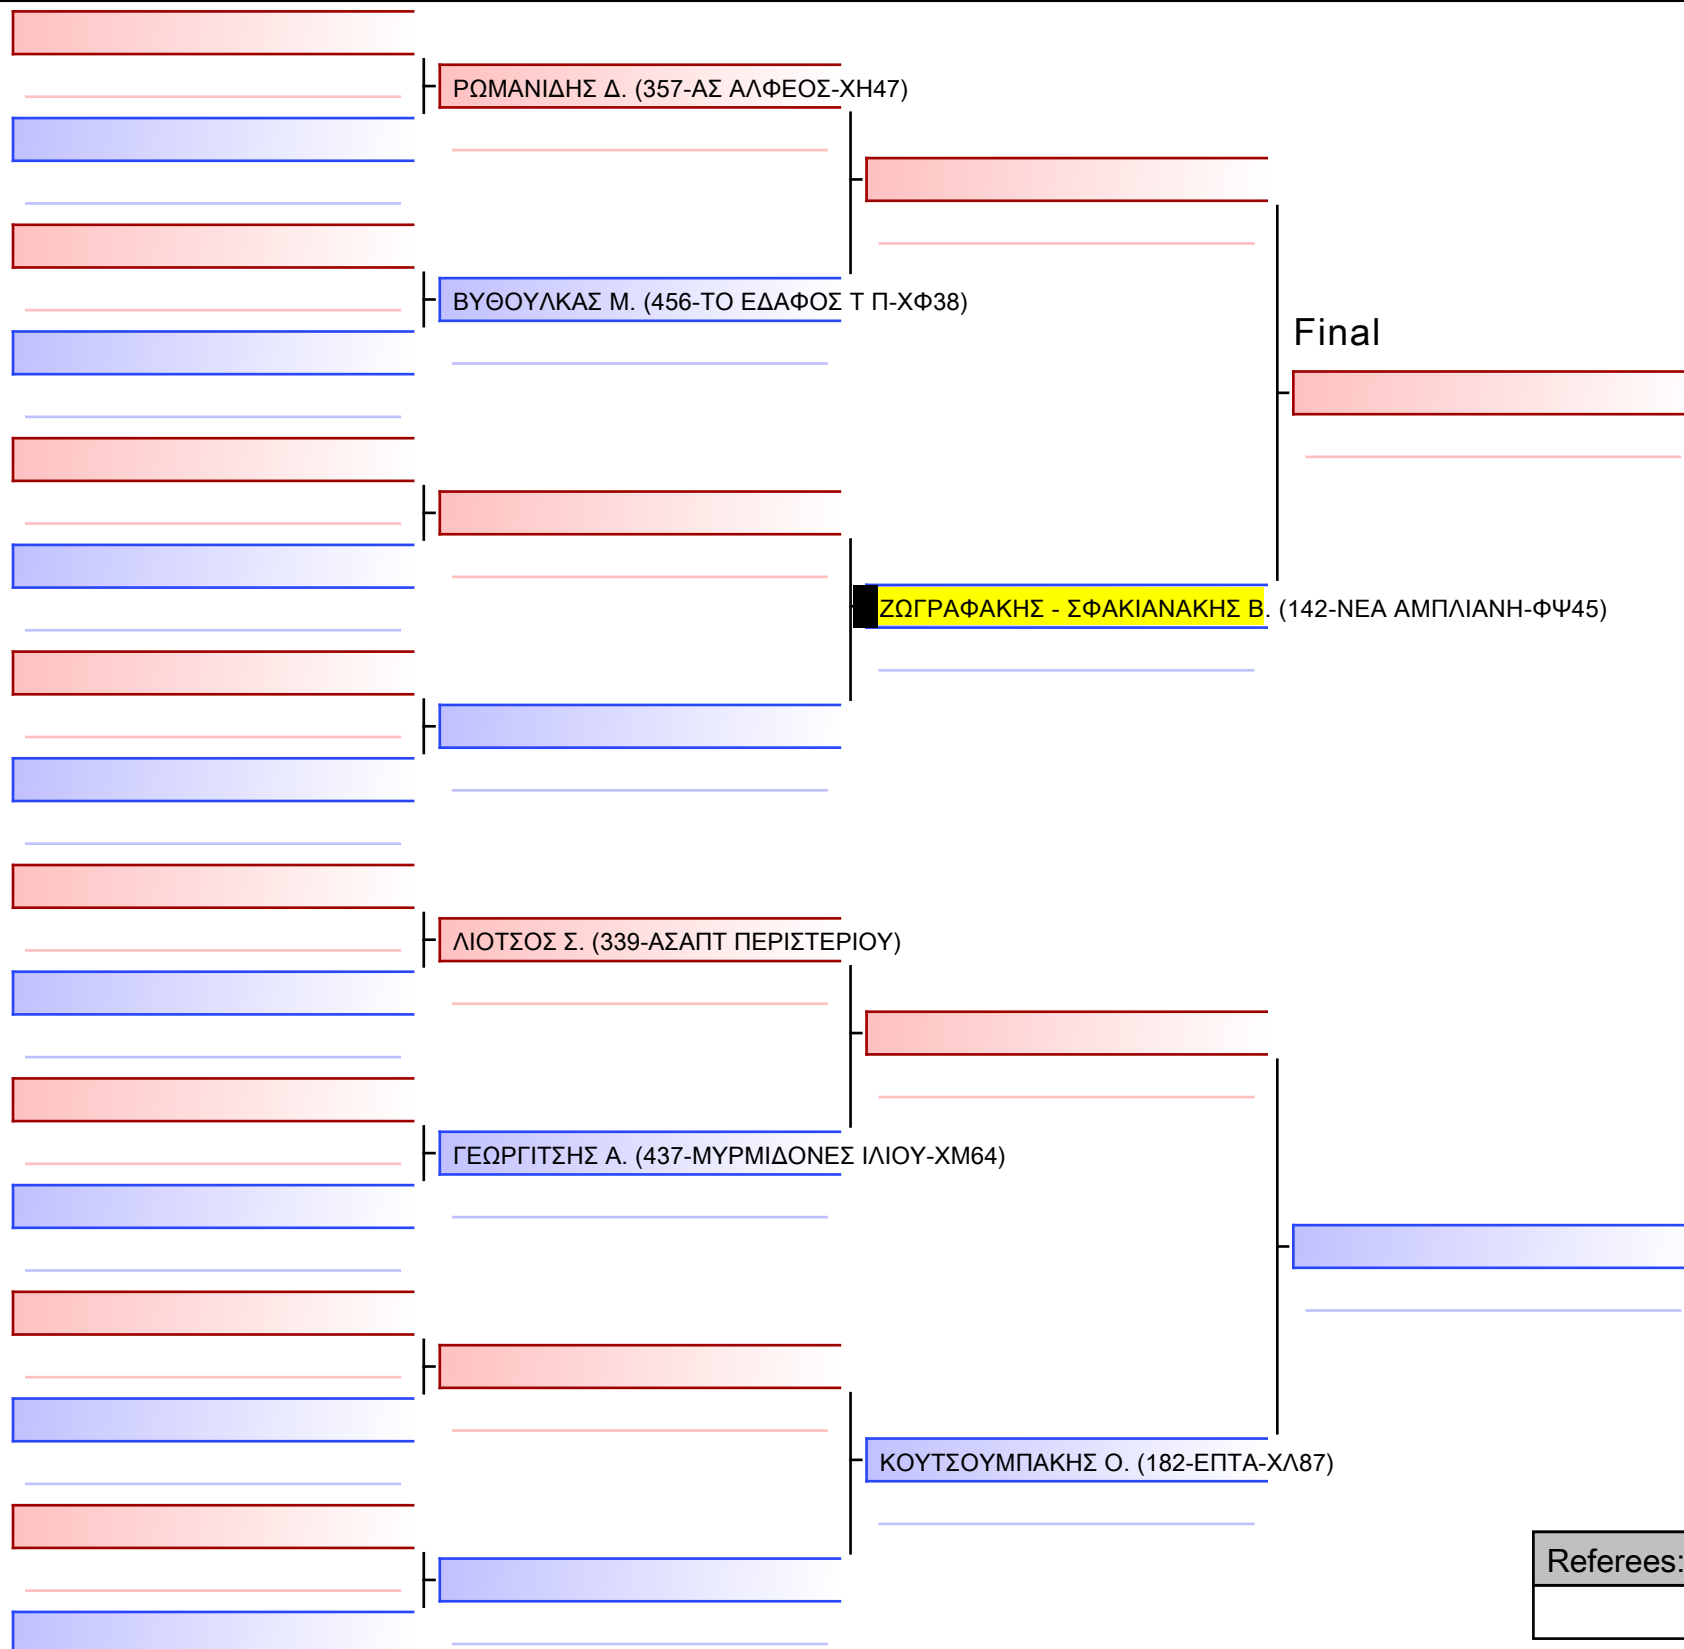 ΡΩΜΑΝΙΔΗΣ Δ. (357-ΑΣ ΑΛΦΕΟΣ-ΧΗ47)
ΒΥΘΟΥΛΚΑΣ Μ. (456-ΤΟ ΕΔΑΦΟΣ Τ Π-ΧΦ38)
Final
ΖΩΓΡΑΦΑΚΗΣ - ΣΦΑΚΙΑΝΑΚΗΣ Β. (142-ΝΕΑ ΑΜΠΛΙΑΝΗ-ΦΨ45)
ΛΙΟΤΣΟΣ Σ. (339-ΑΣΑΠΤ ΠΕΡΙΣΤΕΡΙΟΥ)
ΓΕΩΡΓΙΤΣΗΣ Α. (437-ΜΥΡΜΙΔΟΝΕΣ ΙΛΙΟΥ-ΧΜ64)
ΚΟΥΤΣΟΥΜΠΑΚΗΣ Ο. (182-ΕΠΤΑ-ΧΛ87)
Referees: